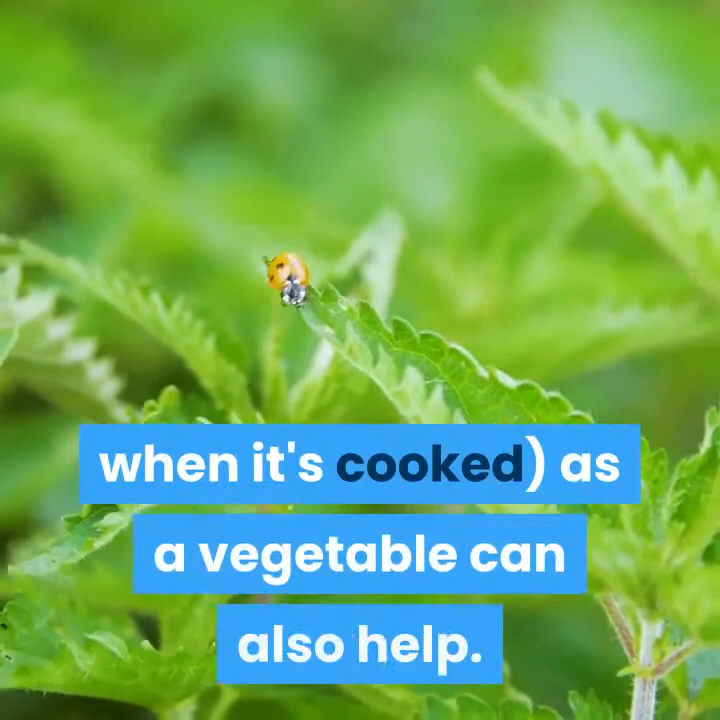 when it's cooked) as
a vegetable can
also help.